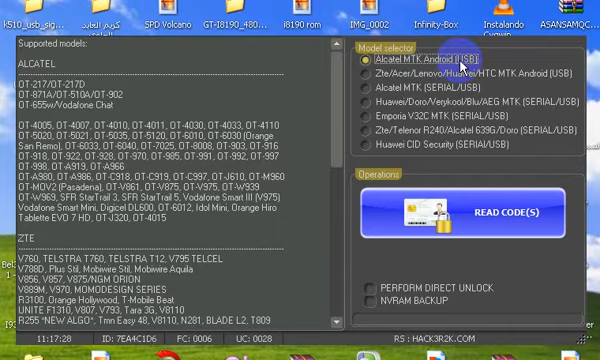 k510_usb_sig...
العابد
كريم العابد
SPD Volcano
GT-I8190_480...
i8190 rom
IMG_0002
Infinity-Box
Instalando
Cygwin
ASANSAMQC...
Supported models:
ALCATEL
OT-217/OT-217D
OT-871A/OT-510A/OT-902
OT-655w/Vodafone Chat
OT-4005, OT-4007, OT-4010, OT-4011, OT-4030, OT-4033, OT-4110
OT-5020, OT-5021, OT-5035, OT-5120, OT-6010, OT-6030 (Orange
San Remo), OT-6033, OT-6040, OT-7025, OT-8008, OT-903, OT-916
OT-918, OT-922, OT-928, OT-970, OT-985, OT-991, OT-992, OT-997
OT-998, OT-A919, OT-A966
OT-A980, OT-A986, OT-C918, OT-C919, OT-C997, OT-J610, OT-M960
OT-MOV2 (Pasadena), OT-V861, OT-V875, OT-V975, OT-W939
OT-W969, SFR StarTrail 3, SFR StarTrail 5, Vodafone Smart III (V975)
Vodafone Smart Mini, Digicel DL600, OT-6012, Idol Mini, Orange Hiro
Tablette EVO 7 HD, OT-J320, OT-4015
ZTE
V760, TELSTRA T760, TELSTRA T12, V795 TELCEL
V788D, Plus Stil, Mobiwire Stil, Mobiwire Aquila
V856, V857, V875/NGM ORION
V889M, V970, MOMODESIGN SERIES
R3100, Orange Hollywood, T-Mobile Beat
UNITE F1310, V807, V793, Tara 3G, V8110
R255 *NEW ALGO*, Tmn Easy 48, V8110, N281, BLADE L2, T809
Model selector
Alcatel MTK Android (USB)
Zte/Acer/Lenovo/Huawei/HTC MTK Android (USB)
Alcatel MTK (SERIAL/USB)
Huawei/Doro/Verykool/Blu/AEG MTK (SERIAL/USB)
Emporia V32C MTK (SERIAL/USB)
Zte/Telenor R240/Alcatel 639G/Doro (SERIAL/USB)
Huawei CID Security (SERIAl/USB)
Operations
READ CODE(S)
PERFORM DIRECT UNLOCK
NVRAM BACKUP
11:17:28
ID: 7EA4C1D6
FC: 0006
UC: 0028
RS : HACK3R2K.COM